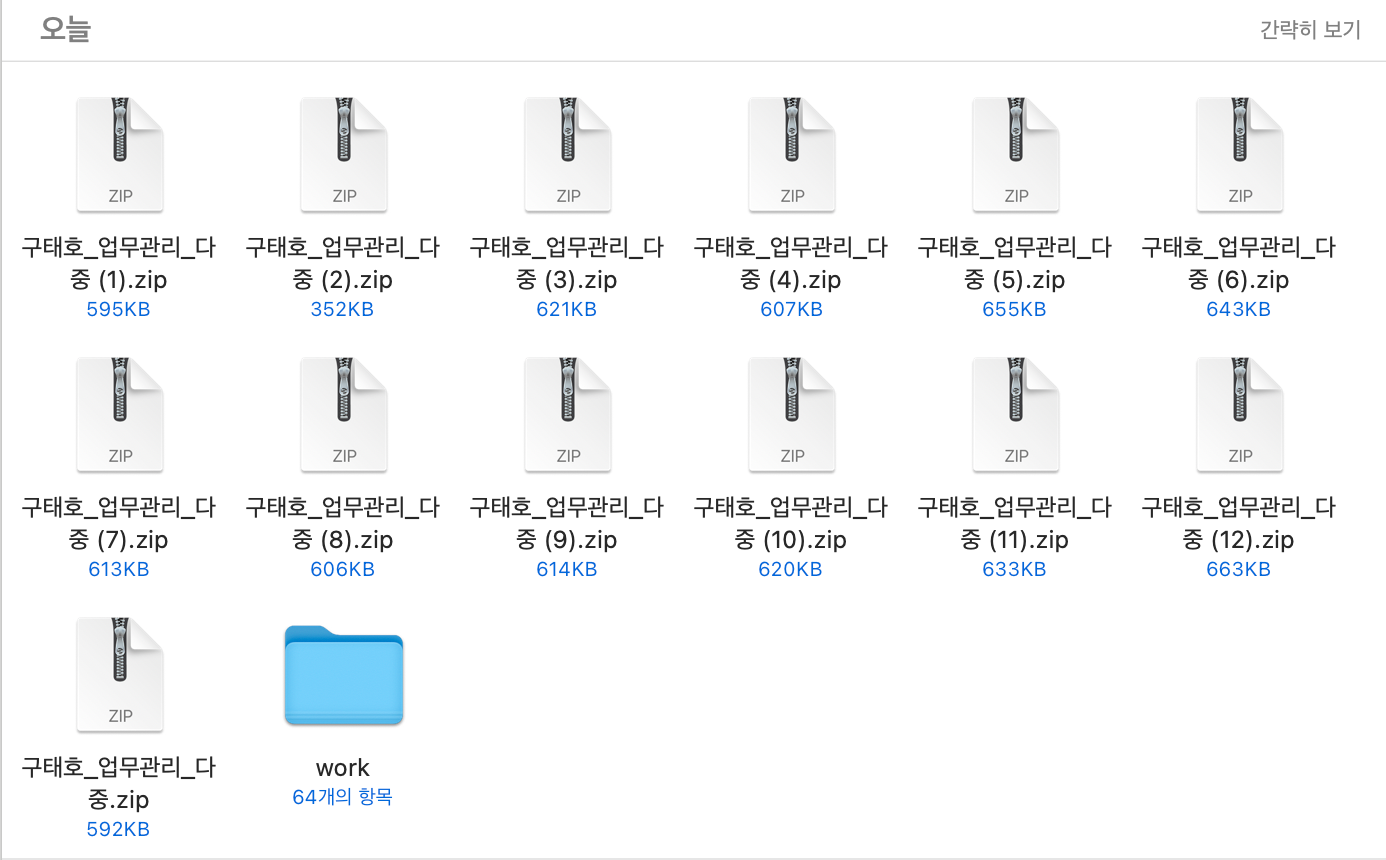 오늘
간략히 보기
ZIP
ZIP
ZIP
ZIP
ZIP
ZIP
구태호_업무관리_다
중 (1).zip
595KB
구태호_업무관리_다
중 (2).zip
352KB
구태호_업무관리_다
중 (3).zip
621KB
구태호_업무관리_다
중 (4).zip
607KB
구태호_업무관리_다
중 (5).zip
655KB
구태호_업무관리_다
중 (6).zip
643KB
ZIP
ZIP
ZIP
ZIP
ZIP
ZIP
구태호_업무관리_다
중 (7).zip
613KB
구태호_업무관리_다
중 (8).zip
606KB
구태호_업무관리_다
중 (9).zip
614KB
구태호_업무관리_다
중 (10).zip
620KB
구태호_업무관리_다
중 (11).zip
633KB
구태호_업무관리_다
중 (12).zip
663KB
ZIP
구태호_업무관리_다
중.zip
592KB
work
64개의 항목